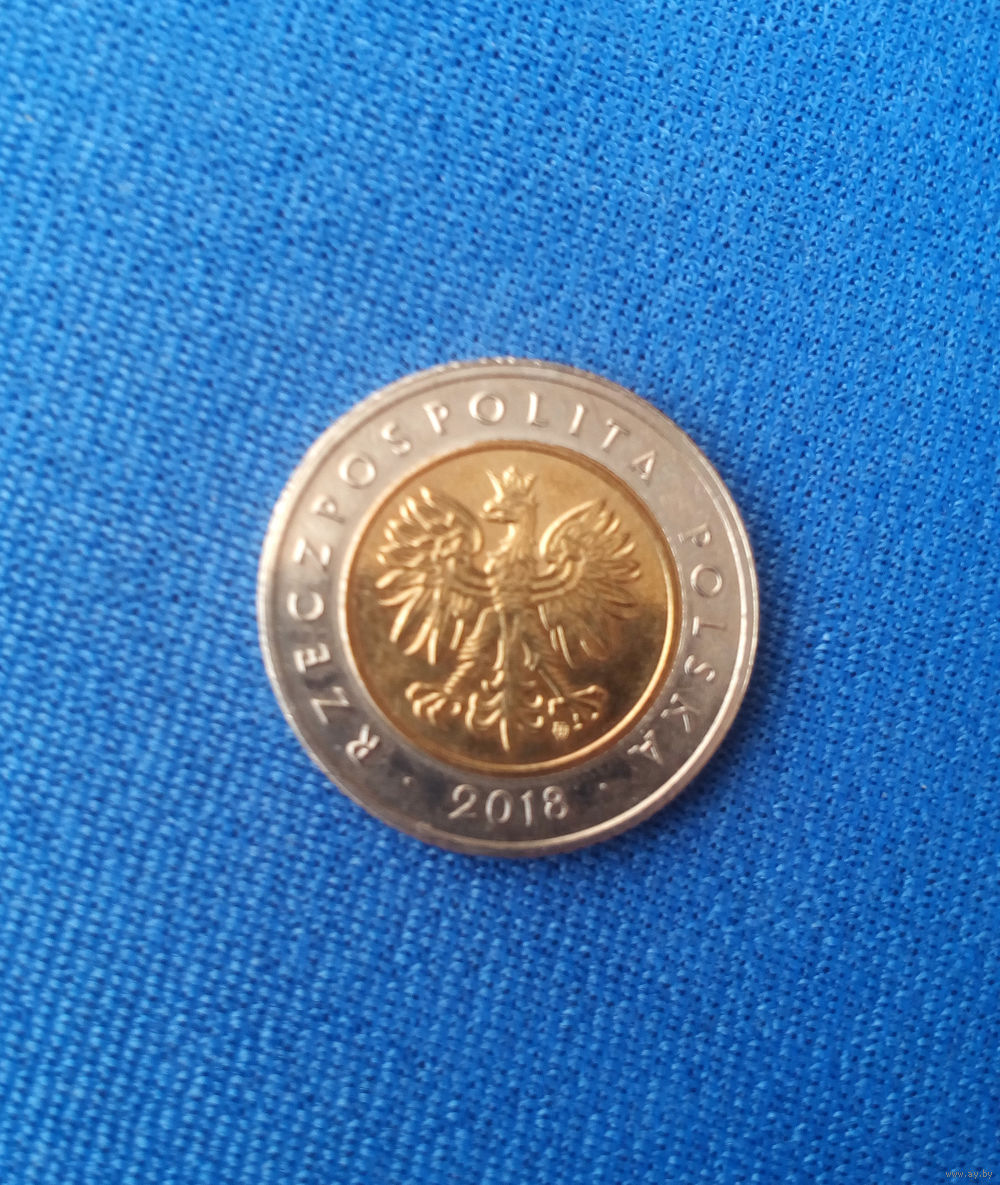 RZECZPOSPOLITA POLSKA
· 2018 ·
www.ay.by